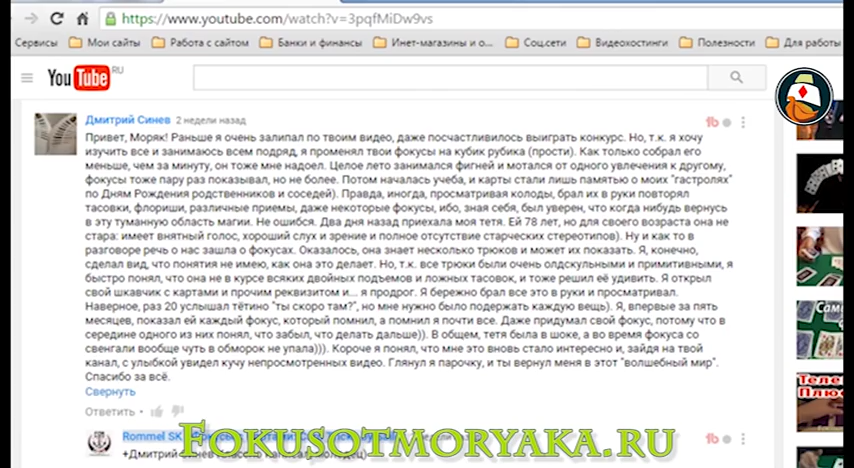 https://www.youtube.com/watch?v=3pqfMiDw9vs
Сервисы Мои сайты Работа с сайтом Банки и финансы Инет-магазины и о... Соц.сети Видеохостинги Полезности Для работы
YouTube RU
Дмитрий Синев 2 недели назад
Привет, Моряк! Раньше я очень залипал по твоим видео, даже посчастливилось выиграть конкурс. Но, т.к. я хочу
изучить все и занимаюсь всем подряд, я променял твои фокусы на кубик рубика (прости). Как только собрал его
меньше, чем за минуту, он тоже мне надоел. Целое лето занимался фигней и мотался от одного увлечения к другому,
фокусы тоже пару раз показывал, но не более. Потом началась учеба, и карты стали лишь памятью о моих "гастролях"
по Дням Рождения родственников и соседей). Правда, иногда, просматривая колоды, брал их в руки повторял
тасовки, флориши, различные приемы, даже некоторые фокусы, ибо, зная себя, был уверен, что когда нибудь вернусь
в эту туманную область магии. Не ошибся. Два дня назад приехала моя тетя. Ей 78 лет, но для своего возраста она не
стара: имеет внятный голос, хороший слух и зрение и полное отсутствие старческих стереотипов). Ну и как то в
разговоре речь о нас зашла о фокусах. Оказалось, она знает несколько трюков и может их показать. Я, конечно,
сделал вид, что понятия не имею, как она это делает. Но, т.к. все трюки были очень олдскульными и примитивными, я
быстро понял, что она не в курсе всяких двойных подъемов и ложных тасовок, и тоже решил её удивить. Я открыл
свой шкавчик с картами и прочим реквизитом и... я продрог. Я бережно брал все это в руки и просматривал.
Наверное, раз 20 услышал тётино "ты скоро там?", но мне нужно было подержать каждую вещь). Я, впервые за пять
месяцев, показал ей каждый фокус, который помнил, а помнил я почти все. Даже придумал свой фокус, потому что в
середине одного из них понял, что забыл, что делать дальше)). В общем, тетя была в шоке, а во время фокуса со
свенгали вообще чуть в обморок не упала))). Короче я понял, что мне это вновь стало интересно и, зайдя на твой
канал, с улыбкой увидел кучу непросмотренных видео. Глянул я парочку, и ты вернул меня в этот "волшебный мир".
Спасибо за всё.
Свернуть
Ответить
Rommel SK
+Дмитрий Синев
Fokusotmoryaka.ru